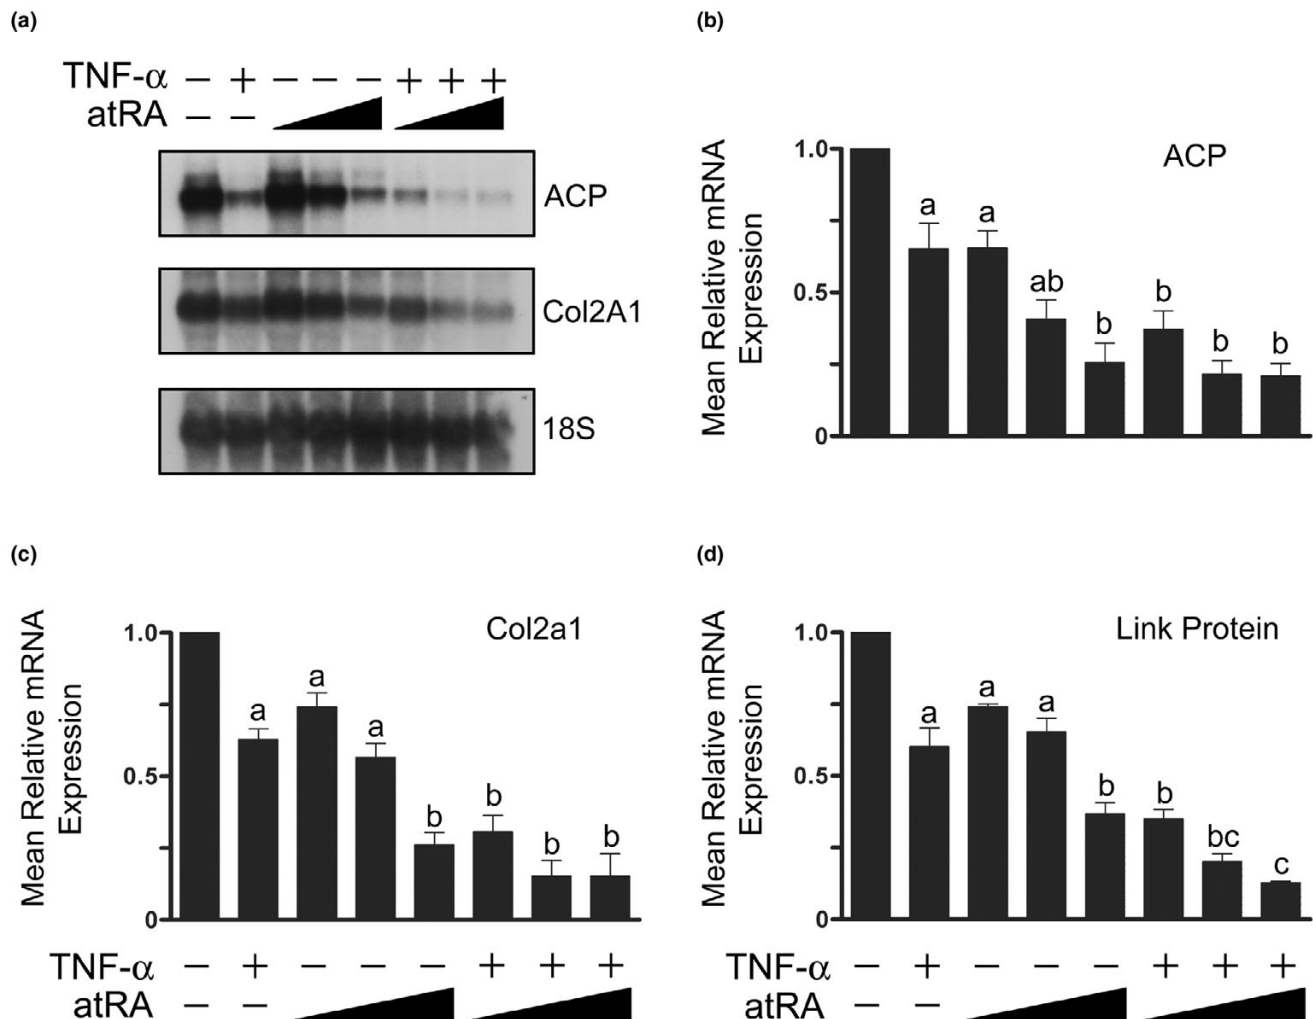 (a)
TNF-α – + – – – + + +
atRA – –
ACP
Col2A1
18S
(b)
ACP
Mean Relative mRNA
Expression
1.0
0.5
0
a a ab b b b b
(c)
Col2a1
Mean Relative mRNA
Expression
1.0
0.5
0
a a a b b b b
TNF-α – + – – – + + +
atRA – –
(d)
Link Protein
Mean Relative mRNA
Expression
1.0
0.5
0
a a a b b bc c
TNF-α – + – – – + + +
atRA – –